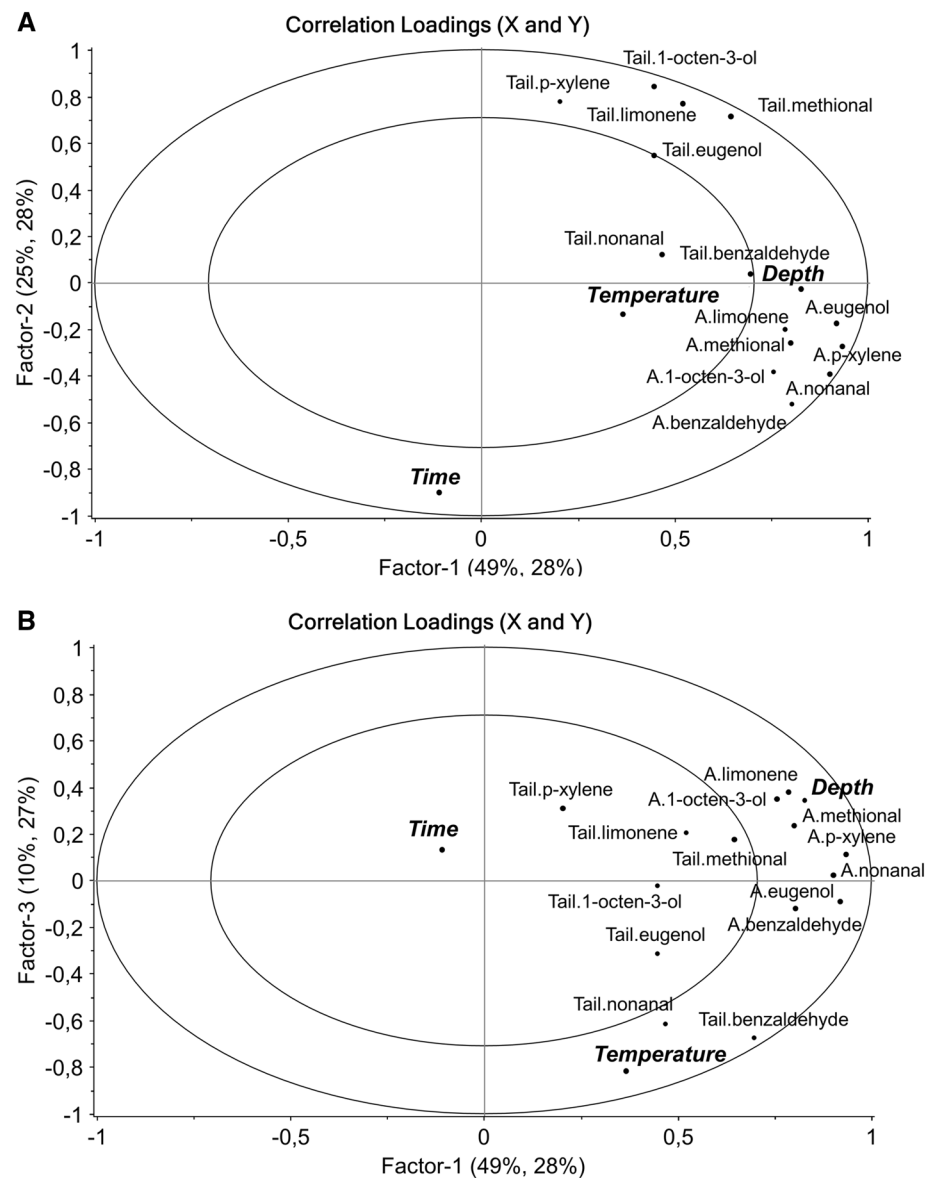 A
Correlation Loadings (X and Y)
1
0,8
0,6
0,4
0,2
0
-0,2
-0,4
-0,6
-0,8
-1
Factor-2 (25%, 28%)
Tail.1-octen-3-ol
Tail.p-xylene
Tail.limonene
Tail.methional
Tail.eugenol
Tail.nonanal
Tail.benzaldehyde
Depth
Temperature
A.eugenol
A.limonene
A.methional
A.p-xylene
A.1-octen-3-ol
A.nonanal
A.benzaldehyde
Time
-1
-0,5
0
0,5
1
Factor-1 (49%, 28%)
B
Correlation Loadings (X and Y)
1
0,8
0,6
0,4
0,2
0
-0,2
-0,4
-0,6
-0,8
-1
Factor-3 (10%, 27%)
A.limonene
Depth
Tail.p-xylene
A.1-octen-3-ol
A.methional
Time
Tail.limonene
A.p-xylene
Tail.methional
A.nonanal
A.eugenol
Tail.1-octen-3-ol
A.benzaldehyde
Tail.eugenol
Tail.nonanal
Tail.benzaldehyde
Temperature
-1
-0,5
0
0,5
1
Factor-1 (49%, 28%)